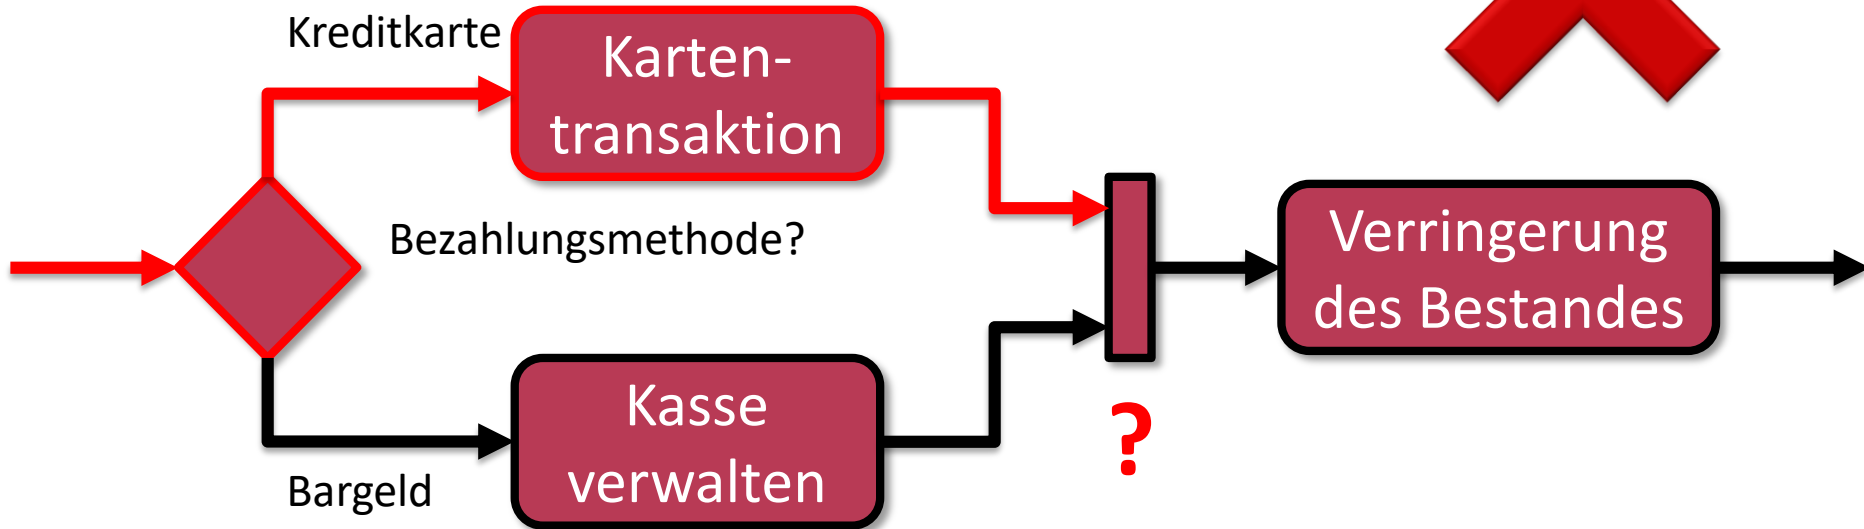 Kreditkarte
Karten-
transaktion
Bezahlungsmethode?
Verringerung
des Bestandes
Kasse
verwalten
?
Bargeld